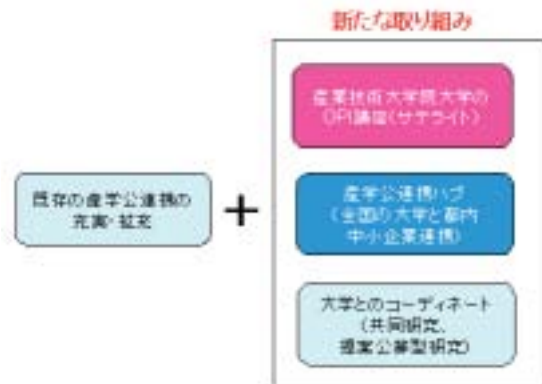 新たな取り組み
産業技術大学院大学の
OPI講座(サテライト)
既存の産学公連携の
充実・拡充
+
産学公連携ハブ
(全国の大学と都内
中小企業連携)
大学とのコーディネート
(共同研究、
提案公募型研究)